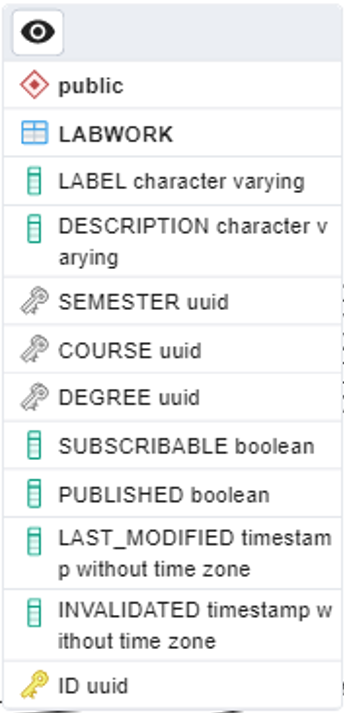 public
LABWORK
LABEL character varying
DESCRIPTION character v
arying
SEMESTER uuid
COURSE uuid
DEGREE uuid
SUBSCRIBABLE boolean
PUBLISHED boolean
LAST_MODIFIED timestam
p without time zone
INVALIDATED timestamp w
ithout time zone
ID uuid